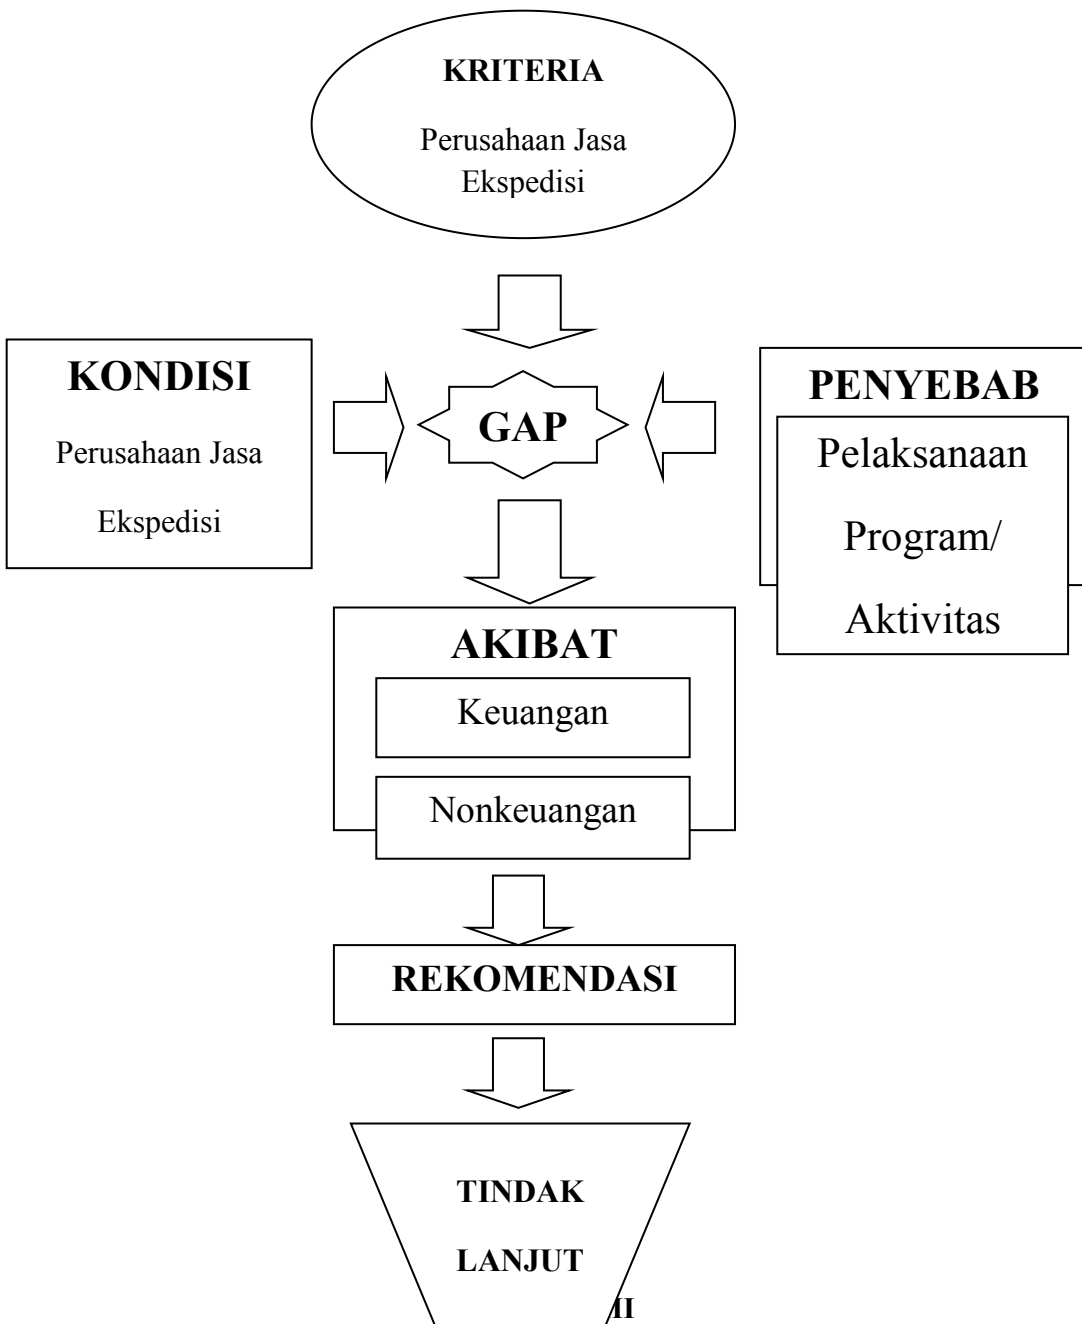 KRITERIA
Perusahaan Jasa
Ekspedisi
KONDISI
Perusahaan Jasa
Ekspedisi
GAP
PENYEBAB
Pelaksanaan
Program/
Aktivitas
AKIBAT
Keuangan
Nonkeuangan
REKOMENDASI
TINDAK
LANJUT
II